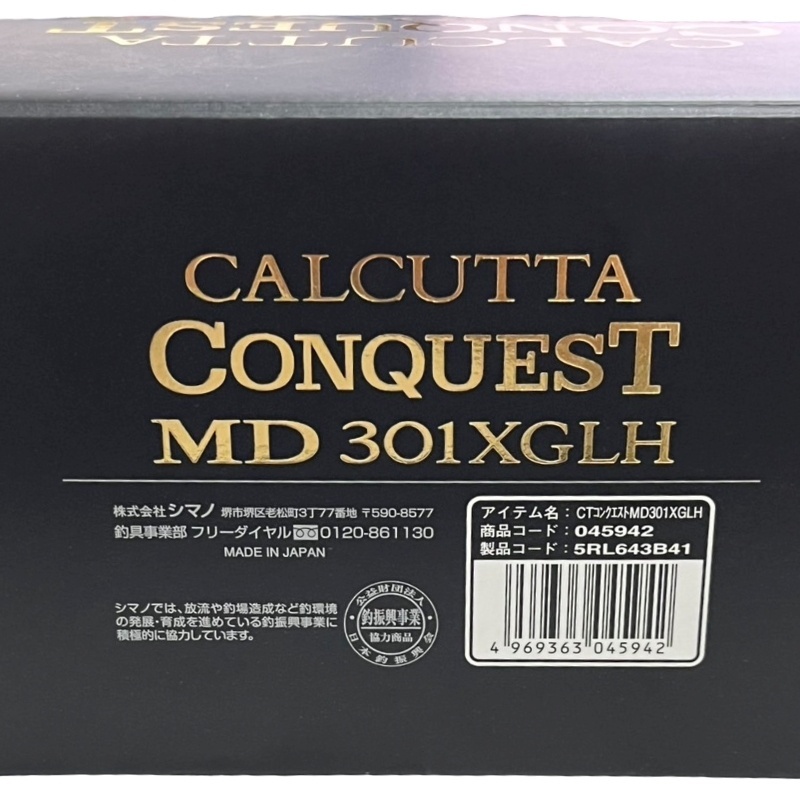 CALCUTTA
CONQUEST
CALCUTTA
CONQUEST
MD 301XGLH
株式会社シマノ 堺市堺区老松町3丁77番地 〒590-8577
釣具事業部 フリーダイヤル 0120-861130
MADE IN JAPAN
シマノでは、放流や釣場造成など釣環境
の発展・育成を進めている釣振興事業に
積極的に協力しています。
公益財団法人
釣振興事業
協力商品
日本釣振興会
アイテム名：CTコンクエストMD301XGLH
商品コード：045942
製品コード：5RL643B41
4 969363 045942